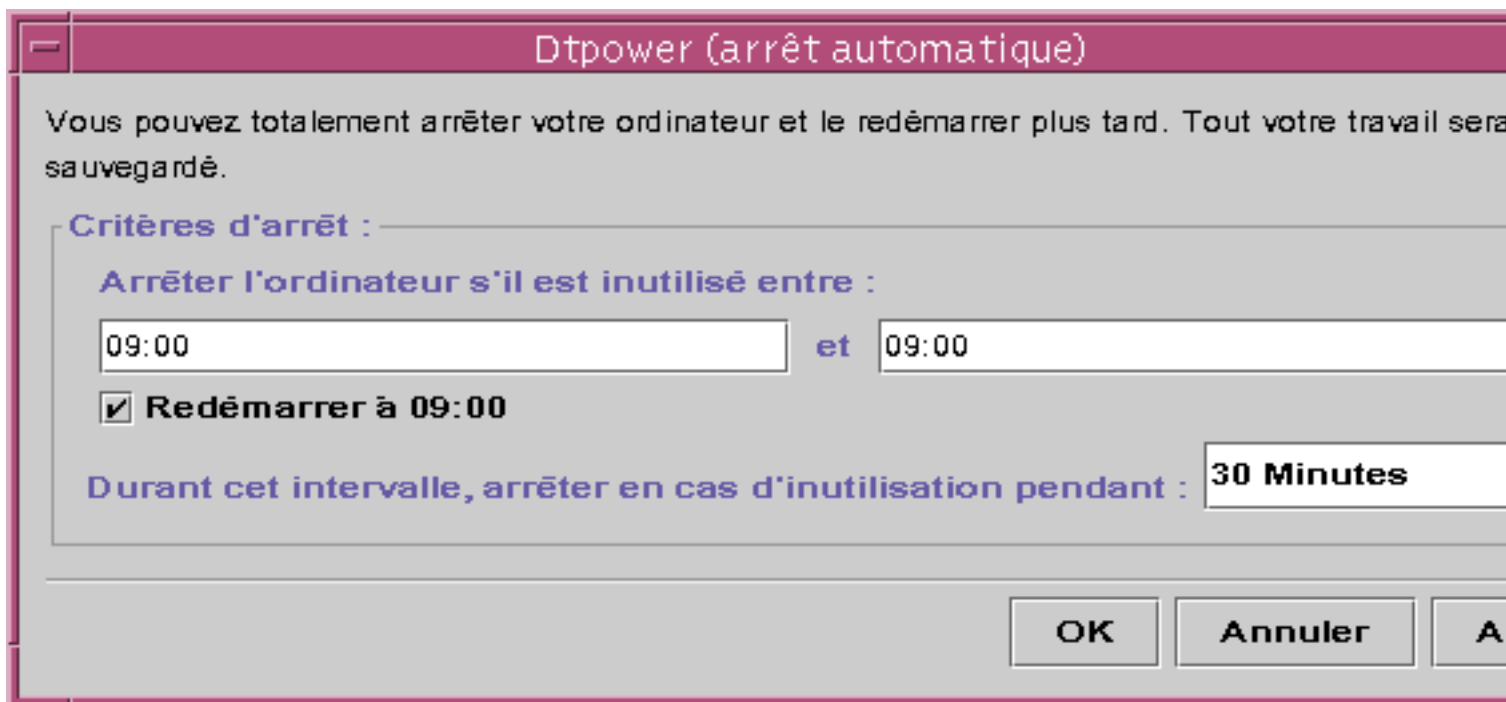 Dtpower (arrêt automatique)
Vous pouvez totalement arrêter votre ordinateur et le redémarrer plus tard. Tout votre travail sera
sauvegardé.
Critères d'arrêt :
Arrêter l'ordinateur s'il est inutilisé entre :
09:00 et 09:00
Redémarrer à 09:00
Durant cet intervalle, arrêter en cas d'inutilisation pendant : 30 Minutes
OK Annuler